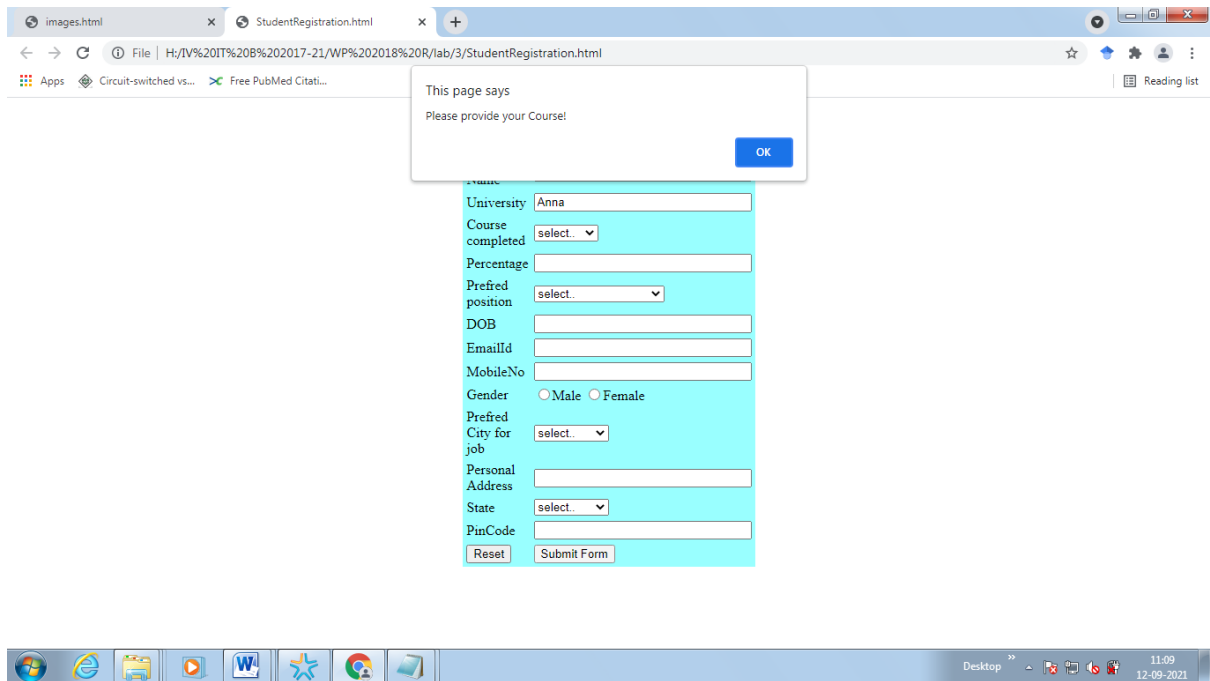 images.html
StudentRegistration.html
File | H:/IV%20IT%20B%202017-21/WP%202018%20R/lab/3/StudentRegistration.html
Apps Circuit-switched vs... Free PubMed Citati... Reading list
This page says
Please provide your Course!
OK
Name
University Anna
Course
completed select..
Percentage
Prefred
position select..
DOB
EmailId
MobileNo
Gender Male Female
Prefred
City for
job select..
Personal
Address
State select..
PinCode
Reset Submit Form
Desktop 11:09
12-09-2021